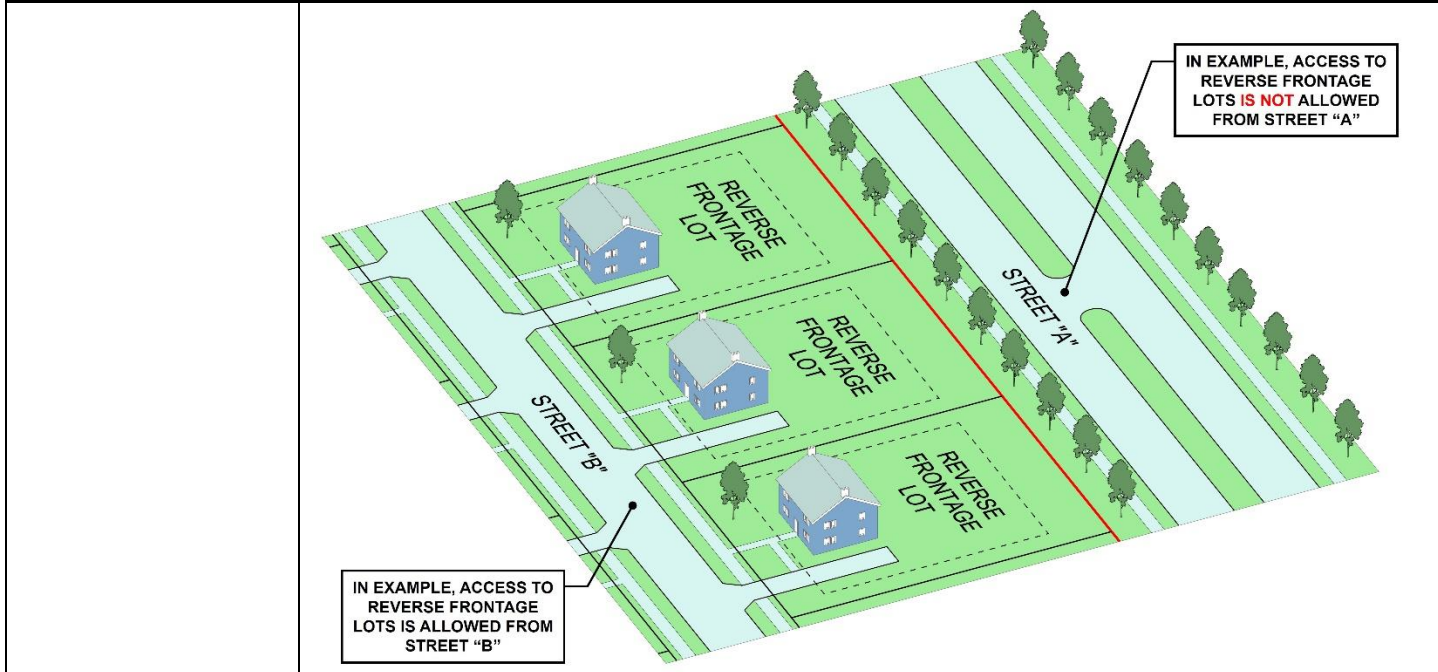 IN EXAMPLE, ACCESS TO
REVERSE FRONTAGE
LOTS IS NOT ALLOWED
FROM STREET “A”
REVERSE
FRONTAGE
LOT
STREET "A"
REVERSE
FRONTAGE
LOT
STREET "B"
REVERSE
FRONTAGE
LOT
IN EXAMPLE, ACCESS TO
REVERSE FRONTAGE
LOTS IS ALLOWED FROM
STREET “B”